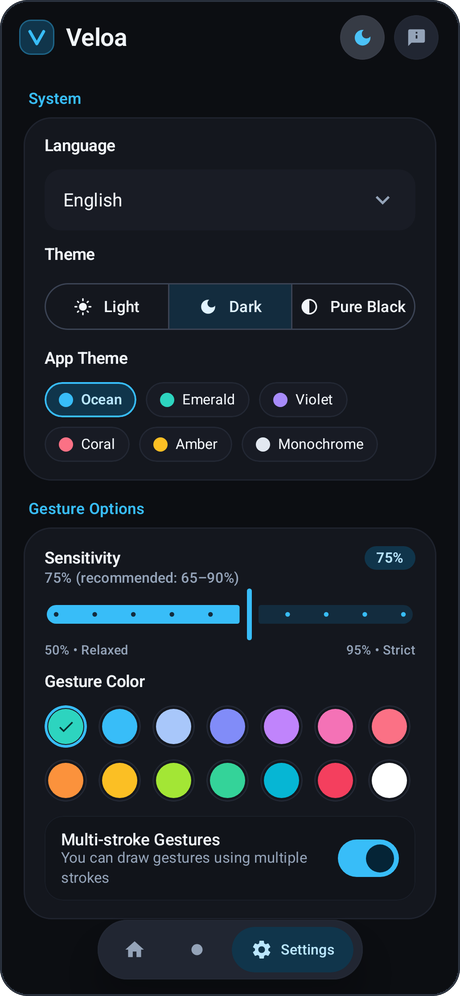 Veloa
System
Language
English
Theme
Light
Dark
Pure Black
App Theme
Ocean
Emerald
Violet
Coral
Amber
Monochrome
Gesture Options
Sensitivity
75%
75% (recommended: 65–90%)
50% • Relaxed
95% • Strict
Gesture Color
Multi-stroke Gestures
You can draw gestures using multiple
strokes
Settings